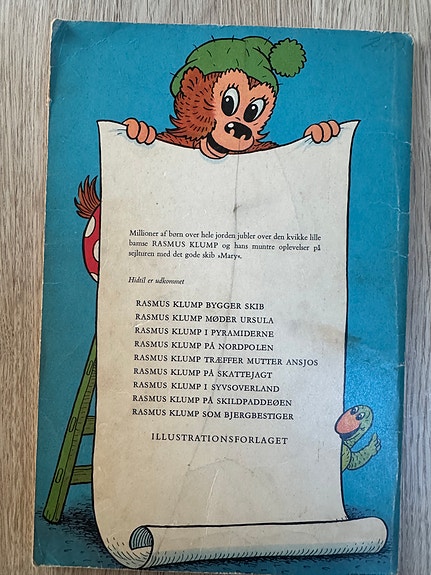 Millioner af børn over hele jorden jubler over den kvikke lille
bamse RASMUS KLUMP og hans muntre oplevelser på
sejlturen med det gode skib »Mary«.
Hidtil er udkommet
RASMUS KLUMP BYGGER SKIB
RASMUS KLUMP MØDER URSULA
RASMUS KLUMP I PYRAMIDERNE
RASMUS KLUMP PÅ NORDPOLEN
RASMUS KLUMP TRÆFFER MUTTER ANSJOS
RASMUS KLUMP PÅ SKATTEJAGT
RASMUS KLUMP I SYVSOVERLAND
RASMUS KLUMP PÅ SKILDPADDEØEN
RASMUS KLUMP SOM BJERGBESTIGER
ILLUSTRATIONSFORLAGET